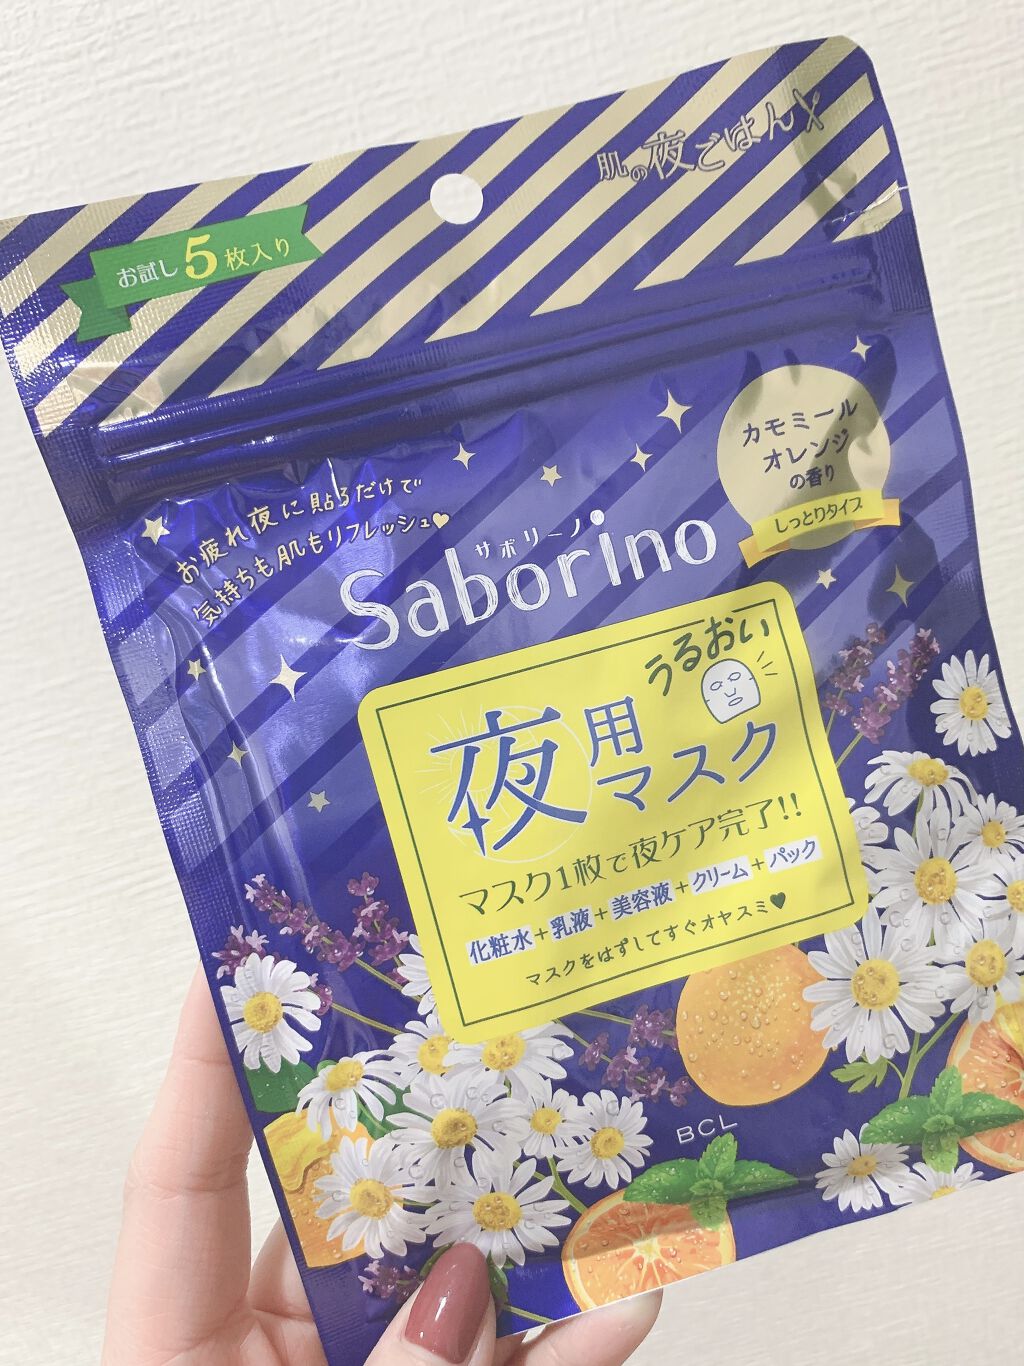 肌の夜ごはん
お試し5枚入り
カモミール
オレンジ
の香り
しっとりタイプ
お疲れ夜に貼るだけで
気持ちも肌もリフレッシュ♥
サボリーノ
Saborino
うるおい
夜用
マスク
マスク1枚で夜ケア完了!!
化粧水+乳液+美容液+クリーム+パック
マスクをはずしてすぐオヤスミ♥
BCL